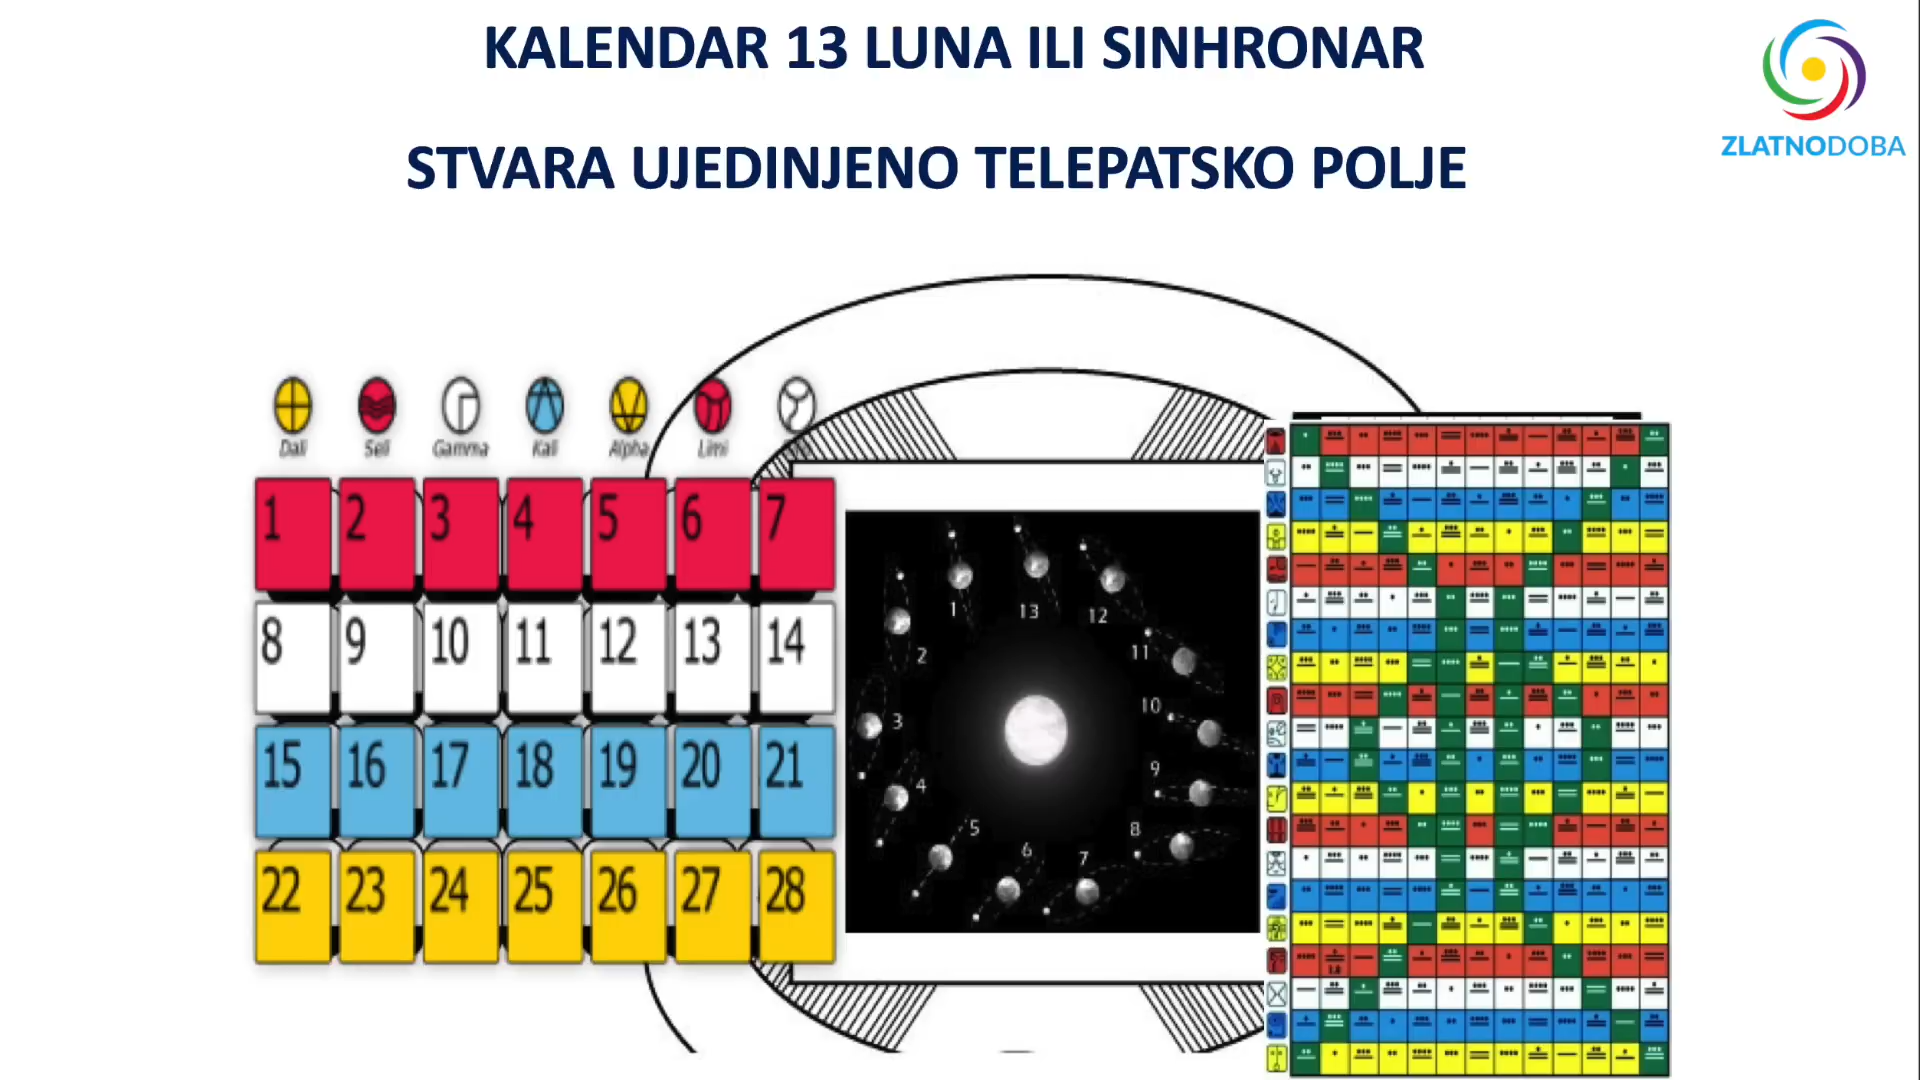 KALENDAR 13 LUNA ILI SINHRONAR
STVARA UJEDINJENO TELEPATSKO POLJE
ZLATNODOBA
Dali Seli Gamma Kali Alpha Limi
1 2 3 4 5 6 7
8 9 10 11 12 13 14
15 16 17 18 19 20 21
22 23 24 25 26 27 28
1 13 12
2 11
3 10
4 9
5 8
6 7